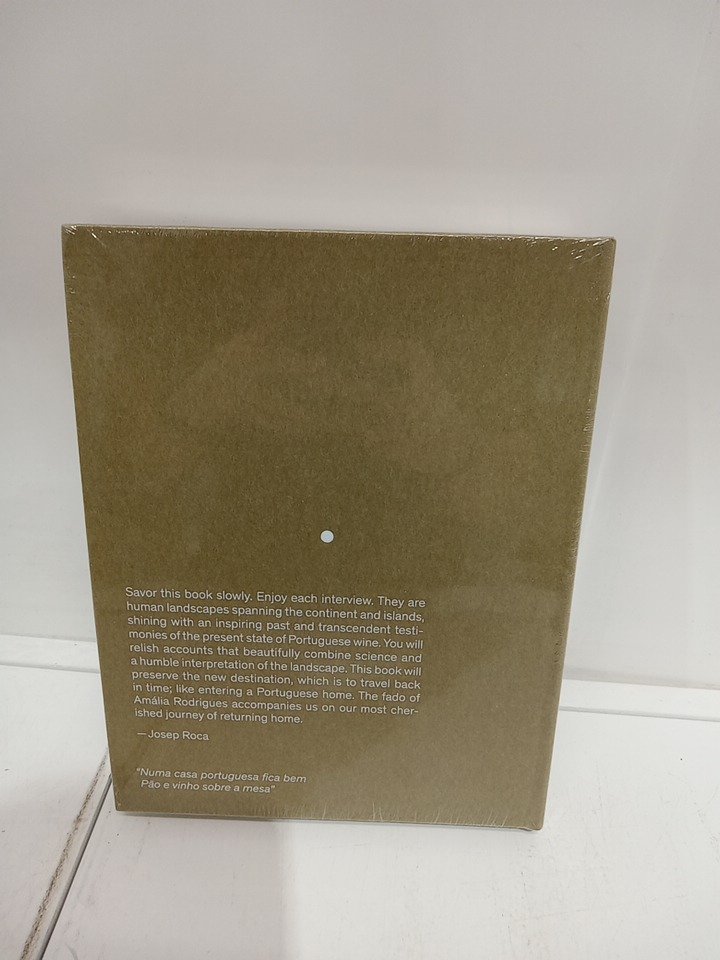 Savor this book slowly. Enjoy each interview. They are
human landscapes spanning the continent and islands,
shining with an inspiring past and transcendent testi-
monies of the present state of Portuguese wine. You will
relish accounts that beautifully combine science and
a humble interpretation of the landscape. This book will
preserve the new destination, which is to travel back
in time; like entering a Portuguese home. The fado of
Amália Rodrigues accompanies us on our most cher-
ished journey of returning home.
—Josep Roca
"Numa casa portuguesa fica bem
Pão e vinho sobre a mesa"